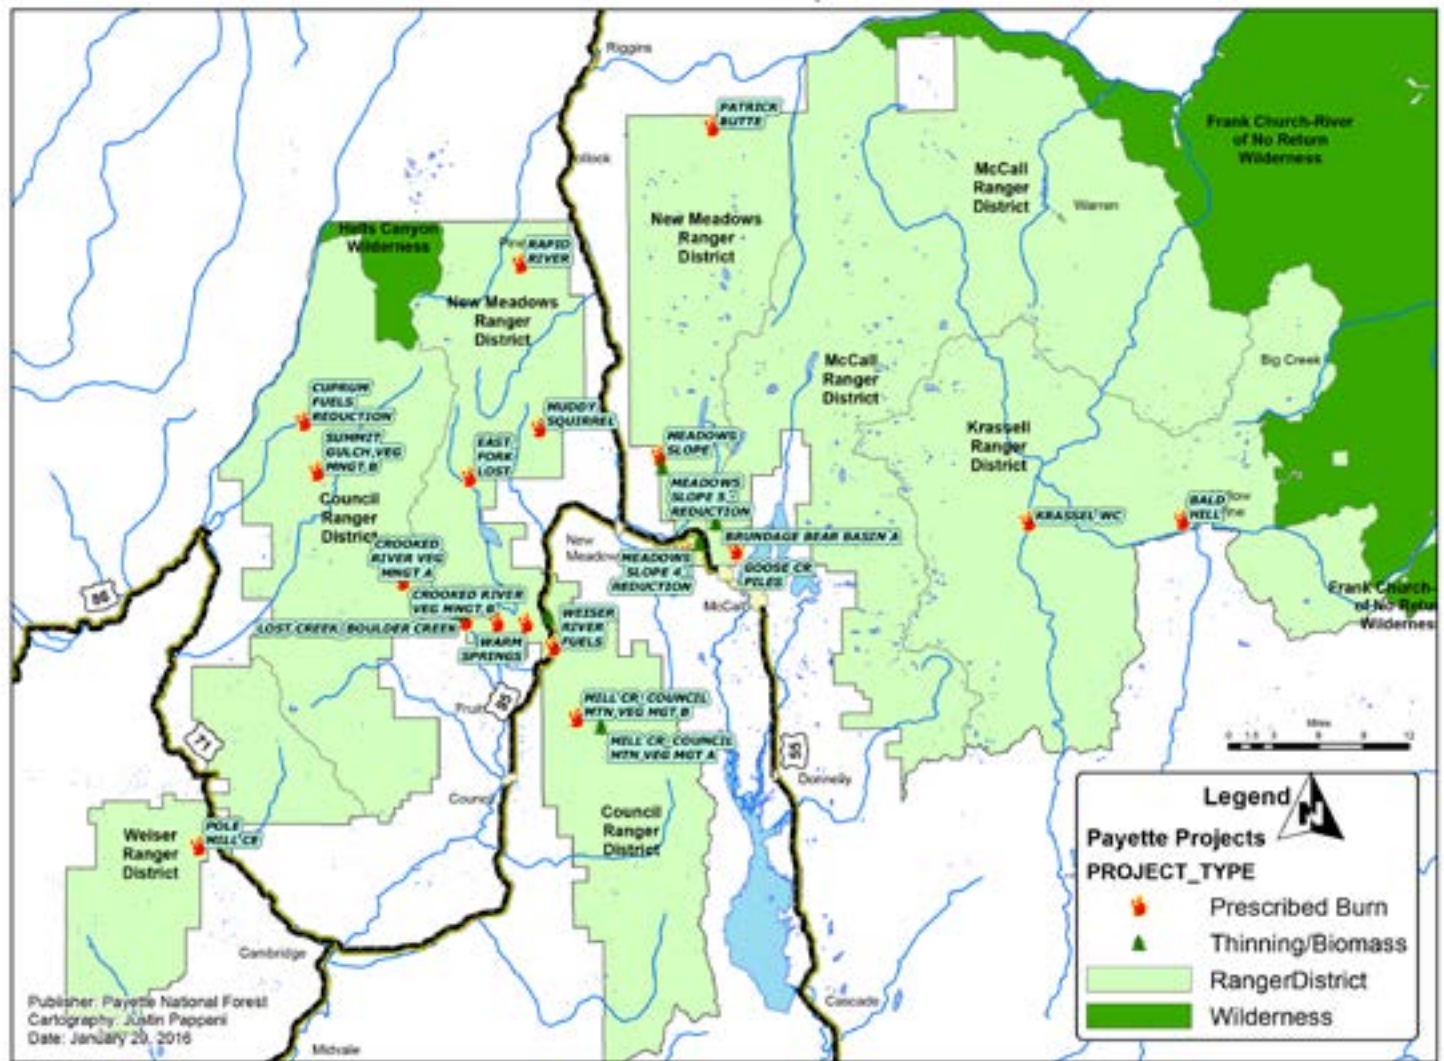 Riggins
PATRICK
BUTTE
Frank Church-River
of No Return
Wilderness
McCall
Ranger
District
Warren
New Meadows
Ranger
District
Hells Canyon
Wilderness
RAPID
RIVER
New Meadows
Ranger
District
McCall
Ranger
District
Big Creek
CUPRUM
FUELS
REDUCTION
MUDDY
SQUIRREL
SUMMIT
GULCH VEG
MNGT B
EAST
FORK
LOST
MEADOWS
SLOPE
Krassell
Ranger
District
MEADOWS
SLOPE 5
REDUCTION
Council
Ranger
District
KRASSEL WC
BALD
HILL
BRUNDAGE BEAR BASIN A
New
CROOKED
RIVER VEG
MNGT A
MEADOWS
SLOPE 4
REDUCTION
GOOSE CR
PILES
McCall
CROOKED RIVER
VEG MNGT B
LOST CREEK BOULDER CREEK
WARM
SPRINGS
WEISER
RIVER
FUELS
Frank Church-
of No Retu
Wilderness
86
95
MILL CR COUNCIL
MTN VEG MGT B
MILL CR COUNCIL
MTN VEG MGT A
71
55
Miles
Donnelly
Council
Council
Ranger
District
POLE
Weiser
Ranger
District
Cambridge
Cascade
Midvale
Legend
N
Payette Projects
PROJECT_TYPE
Prescribed Burn
Thinning/Biomass
RangerDistrict
Wilderness
Publisher: Payette National Forest
Cartography: Justin Pappani
Date: January 29, 2016